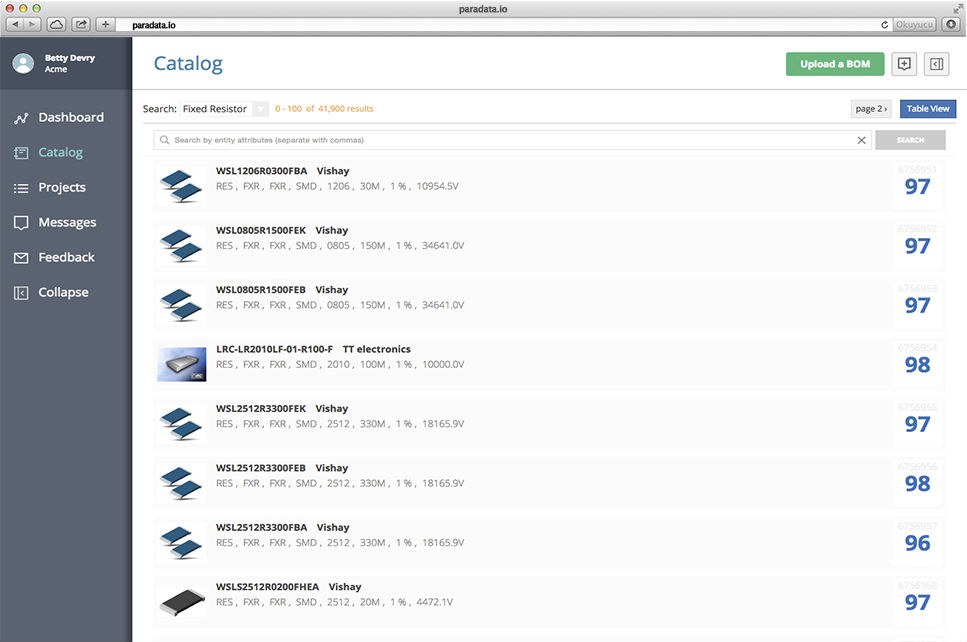 paradata.io
paradata.io
Okuyucu
Betty Devry
Acme
Dashboard
Catalog
Projects
Messages
Feedback
Collapse
Catalog
Upload a BOM
Search: Fixed Resistor 0 - 100 of 41,900 results
page 2 ›
Table View
Search by entity attributes (separate with commas)
SEARCH
WSL1206R0300FBA Vishay
RES , FXR , FXR , SMD , 1206 , 30M , 1 % , 10954.5V
6756951
97
WSL0805R1500FEK Vishay
RES , FXR , FXR , SMD , 0805 , 150M , 1 % , 34641.0V
6756952
97
WSL0805R1500FEB Vishay
RES , FXR , FXR , SMD , 0805 , 150M , 1 % , 34641.0V
6756953
97
LRC-LR2010LF-01-R100-F TT electronics
RES , FXR , FXR , SMD , 2010 , 100M , 1 % , 10000.0V
6756954
98
WSL2512R3300FEK Vishay
RES , FXR , FXR , SMD , 2512 , 330M , 1 % , 18165.9V
6756955
97
WSL2512R3300FEB Vishay
RES , FXR , FXR , SMD , 2512 , 330M , 1 % , 18165.9V
6756956
98
WSL2512R3300FBA Vishay
RES , FXR , FXR , SMD , 2512 , 330M , 1 % , 18165.9V
6756957
96
WSLS2512R0200FHEA Vishay
RES , FXR , FXR , SMD , 2512 , 20M , 1 % , 4472.1V
6756958
97